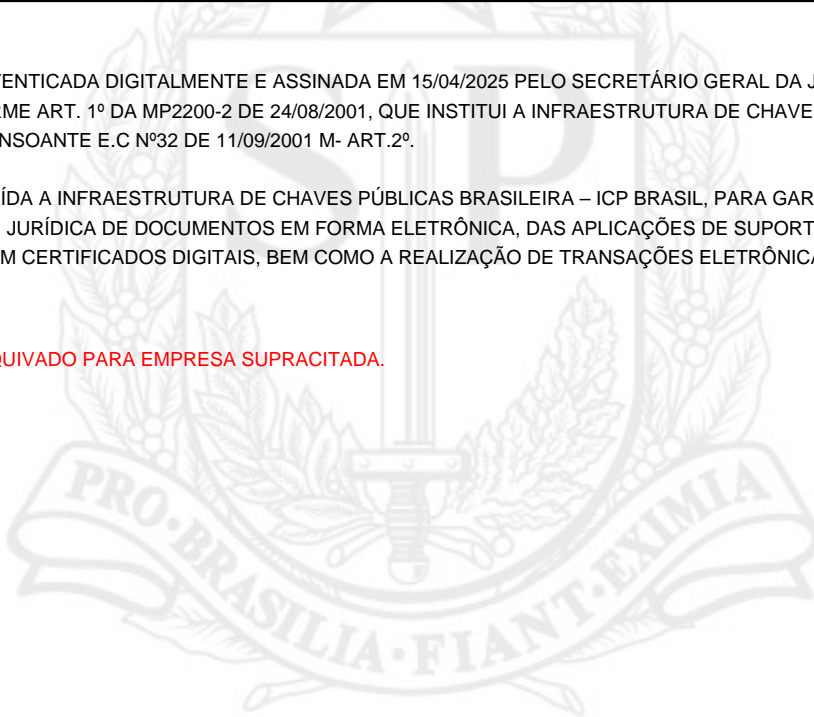 ENTICADA DIGITALMENTE E ASSINADA EM 15/04/2025 PELO SECRETÁRIO GERAL DA J
RME ART. 1º DA MP2200-2 DE 24/08/2001, QUE INSTITUI A INFRAESTRUTURA DE CHAVE
NSOANTE E.C Nº32 DE 11/09/2001 M- ART.2º.
ÍDA A INFRAESTRUTURA DE CHAVES PÚBLICAS BRASILEIRA – ICP BRASIL, PARA GAR
JURÍDICA DE DOCUMENTOS EM FORMA ELETRÔNICA, DAS APLICAÇÕES DE SUPORT
M CERTIFICADOS DIGITAIS, BEM COMO A REALIZAÇÃO DE TRANSAÇÕES ELETRÔNICA
QUIVADO PARA EMPRESA SUPRACITADA.
SP
PRO·BRASILIA·FIANT·EXIMIA